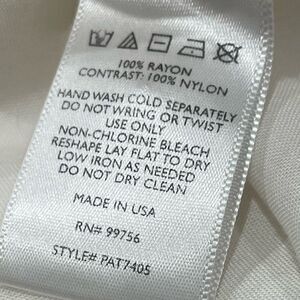 100% RAYON
CONTRAST: 100% NYLON
HAND WASH COLD SEPARATELY
DO NOT WRING OR TWIST
USE ONLY
NON-CHLORINE BLEACH
RESHAPE LAY FLAT TO DRY
LOW IRON AS NEEDED
DO NOT DRY CLEAN
MADE IN USA
RN# 99756
STYLE# PAT7405